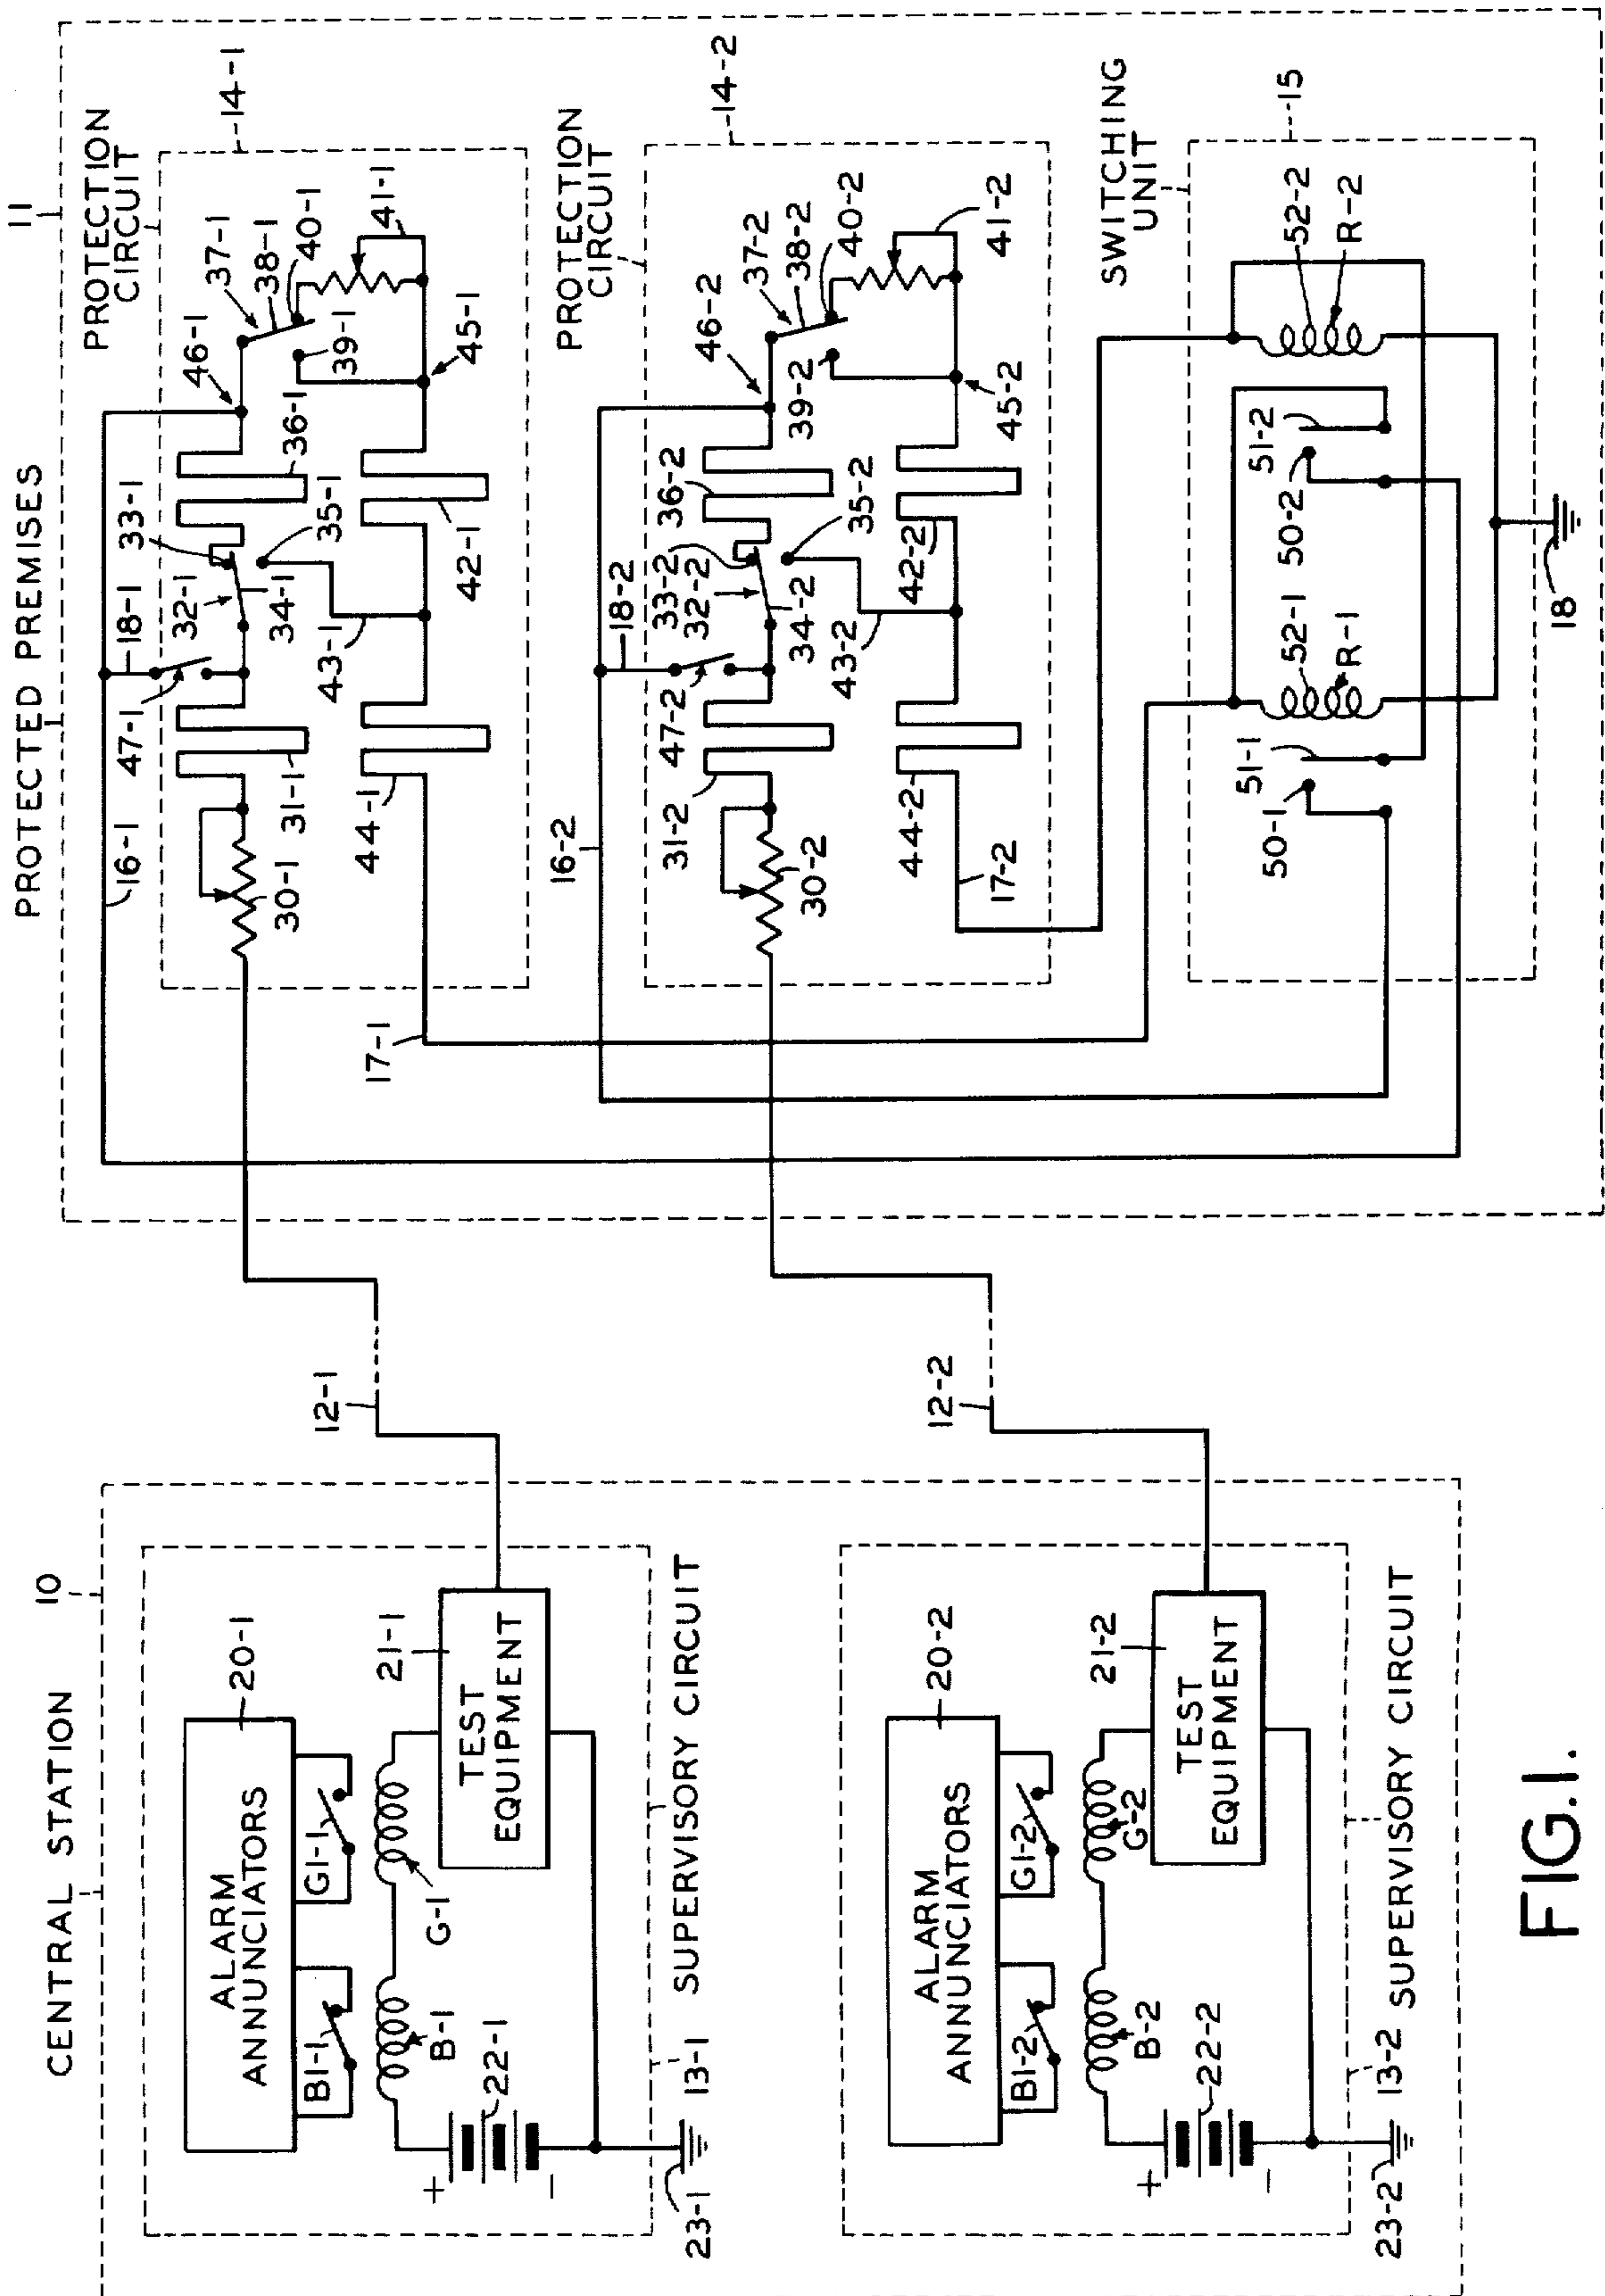 CENTRAL STATION
10
20-1
ALARM
ANNUNCIATORS
B1-1
G1-1
21-1
B-1
G-1
TEST
EQUIPMENT
+
22-1
-
23-1
13-1
SUPERVISORY CIRCUIT
20-2
ALARM
ANNUNCIATORS
B1-2
G1-2
21-2
B-2
G-2
TEST
EQUIPMENT
+
22-2
-
23-2
13-2
SUPERVISORY CIRCUIT
12-1
12-2
PROTECTED PREMISES
11
PROTECTION
CIRCUIT
14-1
16-1
47-1
18-1
33-1
46-1
37-1
38-1
40-1
41-1
30-1
31-1
32-1
34-1
35-1
36-1
39-1
45-1
43-1
44-1
42-1
17-1
PROTECTION
CIRCUIT
14-2
16-2
18-2
33-2
32-2
36-2
46-2
37-2
38-2
40-2
31-2
47-2
34-2
35-2
39-2
41-2
30-2
43-2
42-2
45-2
44-2
17-2
SWITCHING
UNIT
15
51-1
50-1
52-1
R-1
51-2
50-2
52-2
R-2
18
FIG.1.